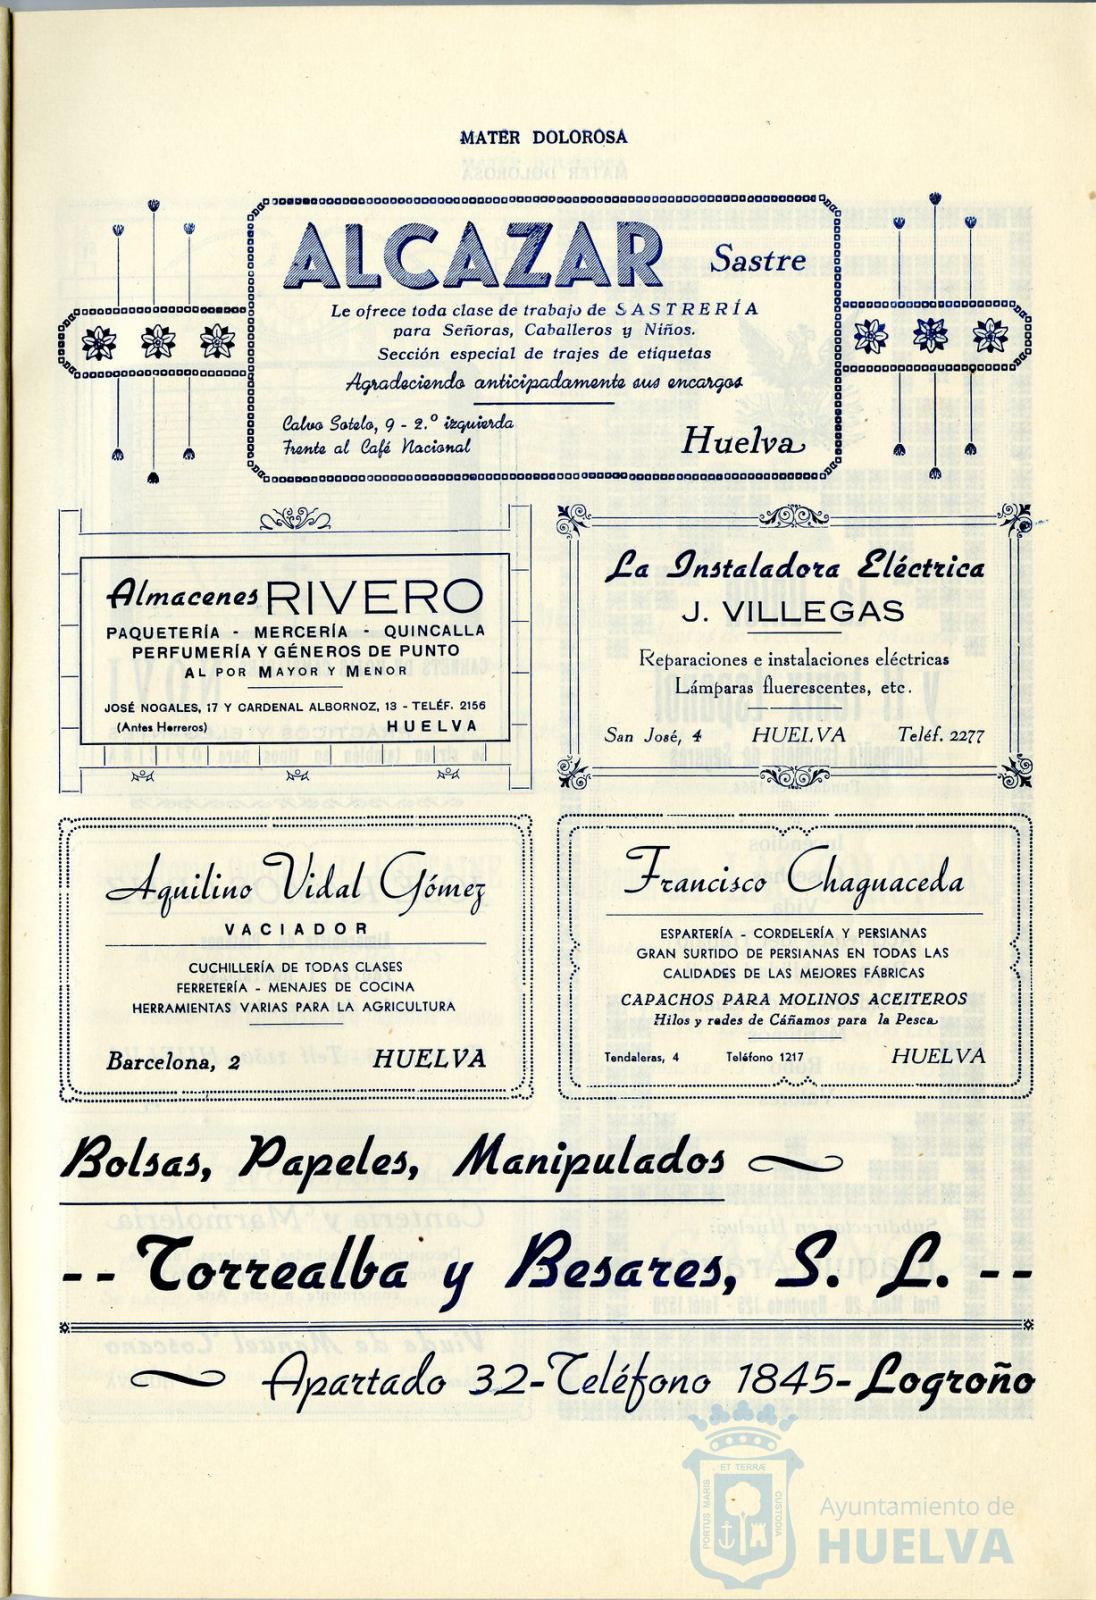 MATER DOLOROSA
ALCAZAR Sastre
Le ofrece toda clase de trabajo de SASTRERÍA
para Señoras, Caballeros y Niños.
Sección especial de trajes de etiquetas
Agradeciendo anticipadamente sus encargos
Calvo Sotelo, 9 - 2.º izquierda
Frente al Café Nacional
Huelva
Almacenes RIVERO
PAQUETERÍA - MERCERÍA - QUINCALLA
PERFUMERÍA Y GÉNEROS DE PUNTO
AL POR MAYOR Y MENOR
JOSÉ NOGALES, 17 Y CARDENAL ALBORNOZ, 13 - TELÉF. 2156
(Antes Herreros) HUELVA
La Instaladora Eléctrica
J. VILLEGAS
Reparaciones e instalaciones eléctricas
Lámparas fluerescentes, etc.
San José, 4 HUELVA Teléf. 2277
Aquilino Vidal Gómez
VACIADOR
CUCHILLERÍA DE TODAS CLASES
FERRETERÍA - MENAJES DE COCINA
HERRAMIENTAS VARIAS PARA LA AGRICULTURA
Barcelona, 2 HUELVA
Francisco Chaguaceda
ESPARTERÍA - CORDELERÍA Y PERSIANAS
GRAN SURTIDO DE PERSIANAS EN TODAS LAS
CALIDADES DE LAS MEJORES FÁBRICAS
CAPACHOS PARA MOLINOS ACEITEROS
Hilos y redes de Cáñamos para la Pesca
Tendaleras, 4 Teléfono 1217 HUELVA
Bolsas, Papeles, Manipulados
-- Torrealba y Besares, S. L. --
Apartado 32-Teléfono 1845-Logroño
PORTUS MARIS
ET TERRÆ
CUSTODIA
Ayuntamiento de
HUELVA